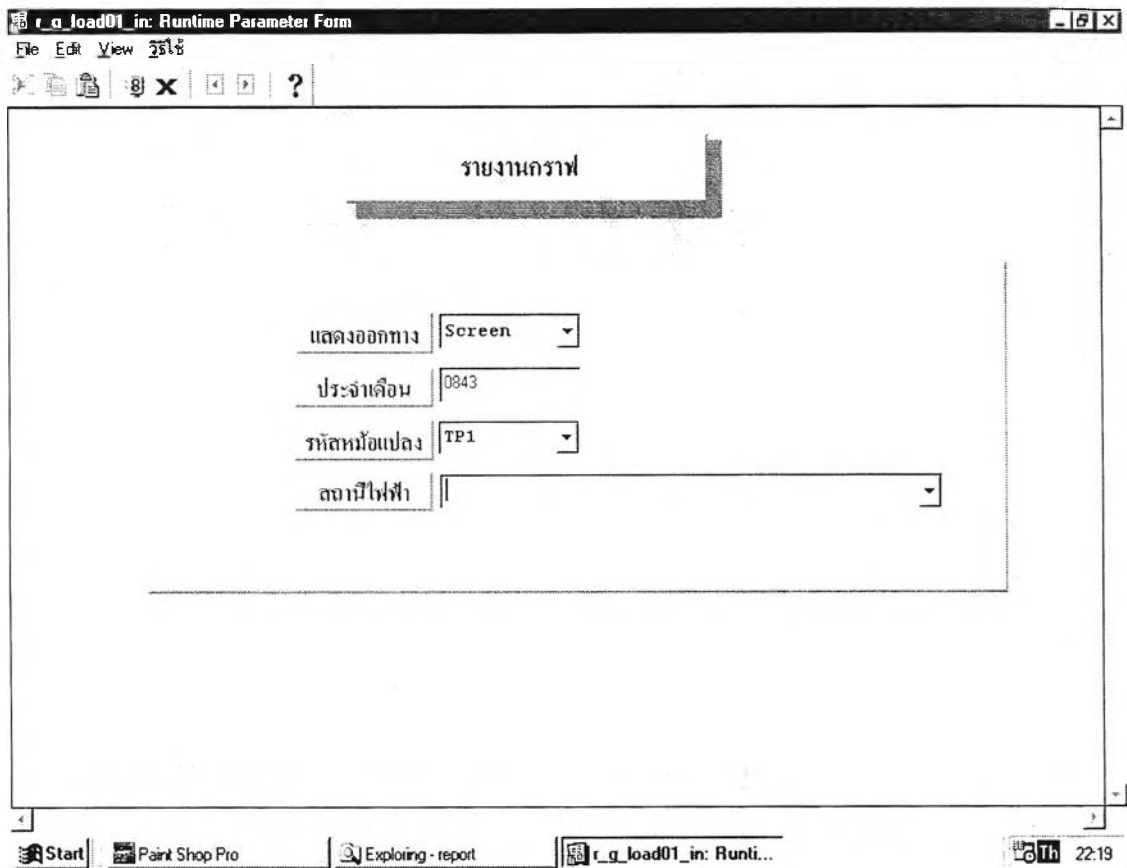 r_g_load01_in: Runtime Parameter Form
File Edit View วิธีใช้
รายงานกราฟ
แสดงออกทาง Screen
ประจำเดือน 0843
รหัสหม้อแปลง TP1
สถานีไฟฟ้า
Start Paint Shop Pro Exploring - report r_g_load01_in: Runti... Th 22:19